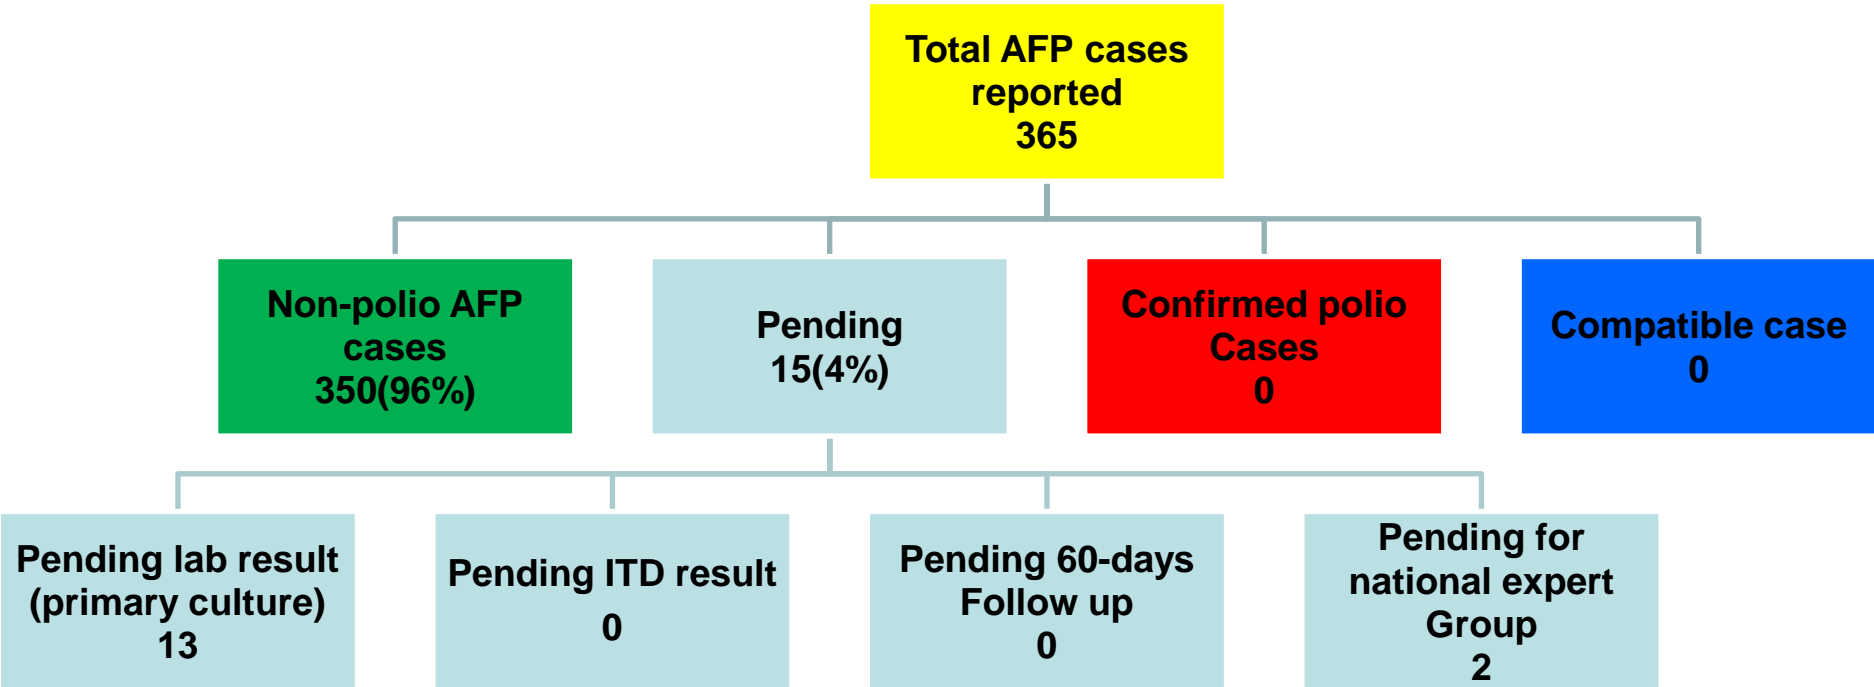 Total AFP cases
reported
365
Non-polio AFP
cases
350(96%)
Pending
15(4%)
Confirmed polio
Cases
0
Compatible case
0
Pending lab result
(primary culture)
13
Pending ITD result
0
Pending 60-days
Follow up
0
Pending for
national expert
Group
2